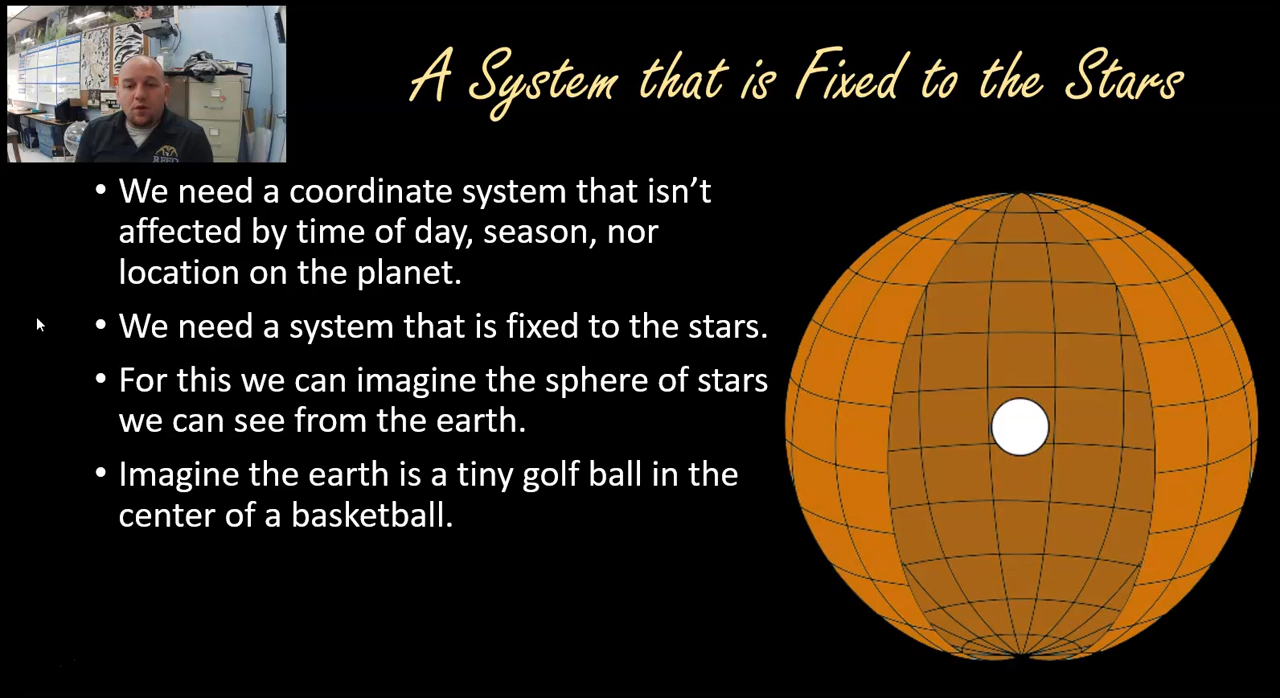 A System that is Fixed to the Stars
• We need a coordinate system that isn't
affected by time of day, season, nor
location on the planet.
• We need a system that is fixed to the stars.
• For this we can imagine the sphere of stars
we can see from the earth.
• Imagine the earth is a tiny golf ball in the
center of a basketball.